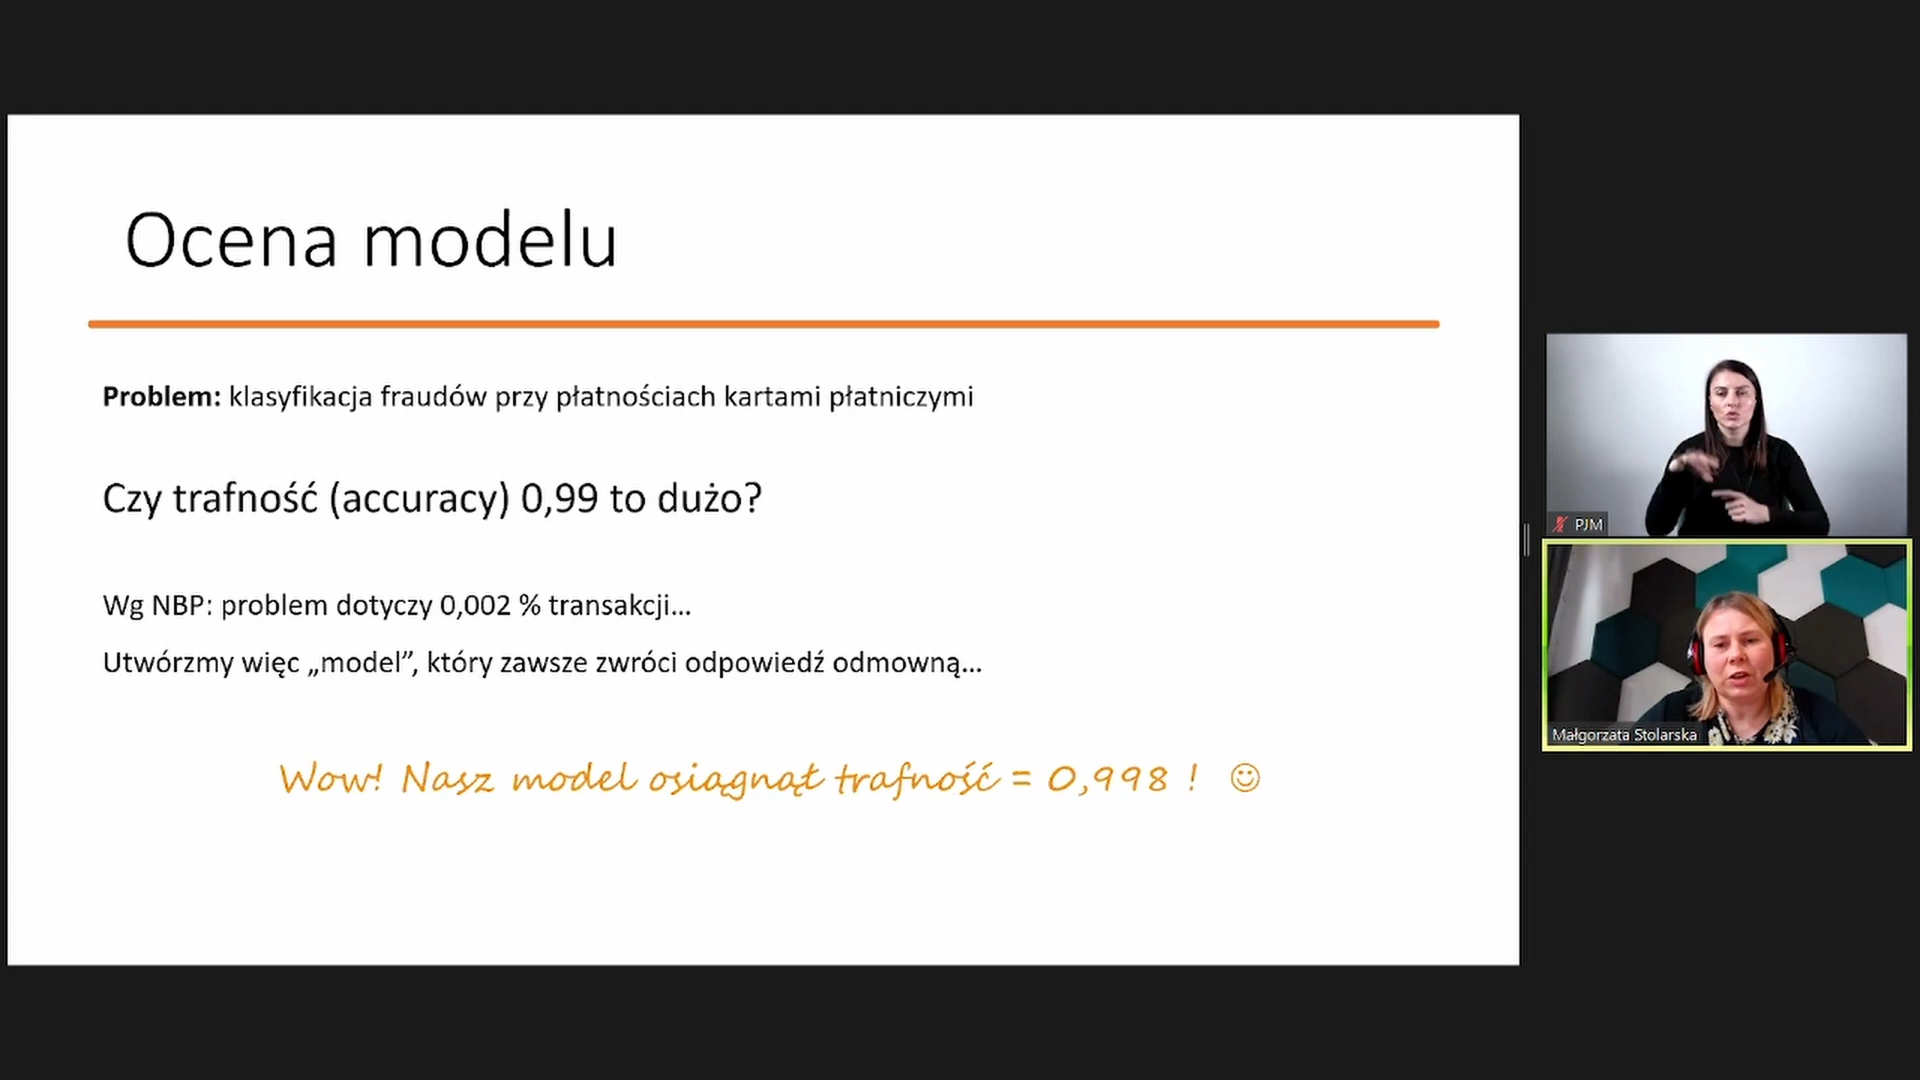 Ocena modelu
Problem: klasyfikacja fraudów przy płatnościach kartami płatniczymi
Czy trafność (accuracy) 0,99 to dużo?
Wg NBP: problem dotyczy 0,002 % transakcji...
Utwórzmy więc „model”, który zawsze zwróci odpowiedź odmowną...
Wow! Nasz model osiągnął trafność = 0,998 ! ☺
PJM
Małgorzata Stolarska